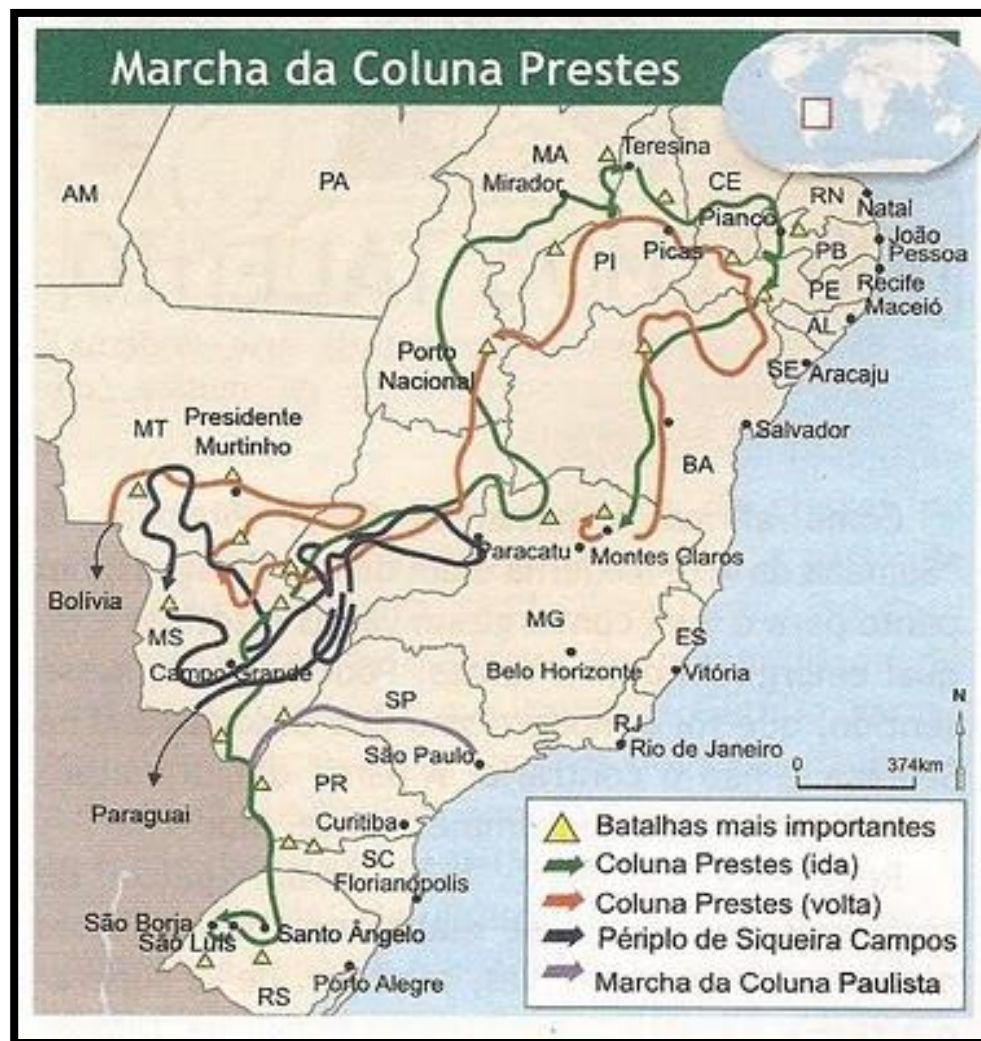 Marcha da Coluna Prestes
AM
PA
MA
Teresina
Mirador
CE
RN
Natal
Piancó
João
Pessoa
PB
PI
Picas
PE
Recife
Maceió
AL
Porto
Nacional
SE
Aracaju
MT
Presidente
Murtinho
Salvador
BA
Paracatu
Montes Claros
Bolívia
MS
Campo Grande
MG
Belo Horizonte
ES
Vitória
SP
RJ
Rio de Janeiro
São Paulo
N
0
374km
PR
Paraguai
Curitiba
SC
Florianópolis
São Borja
São Luís
Santo Ângelo
Porto Alegre
RS
Batalhas mais importantes
Coluna Prestes (ida)
Coluna Prestes (volta)
Périplo de Siqueira Campos
Marcha da Coluna Paulista